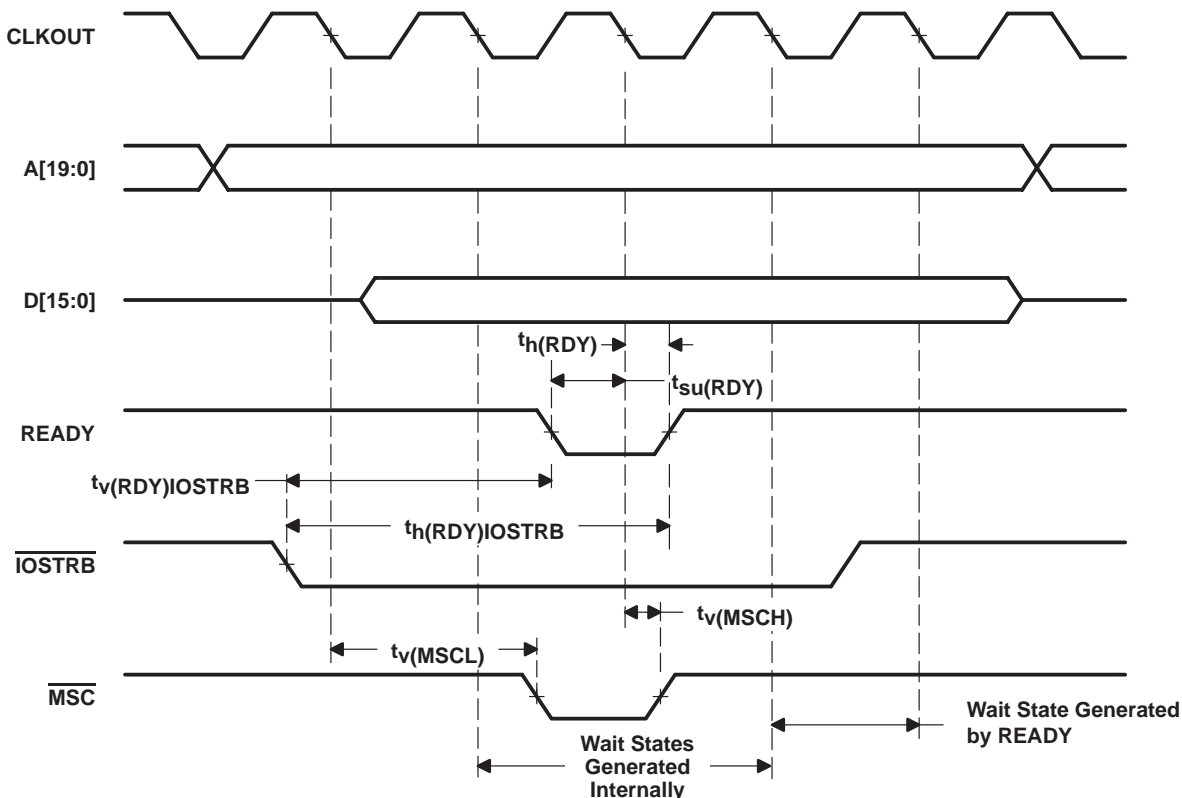 CLKOUT
A[19:0]
D[15:0]
th(RDY)
tsu(RDY)
READY
tv(RDY)IOSTRB
th(RDY)IOSTRB
IOSTRB
tv(MSCH)
tv(MSCL)
MSC
Wait State Generated
by READY
Wait States
Generated
Internally